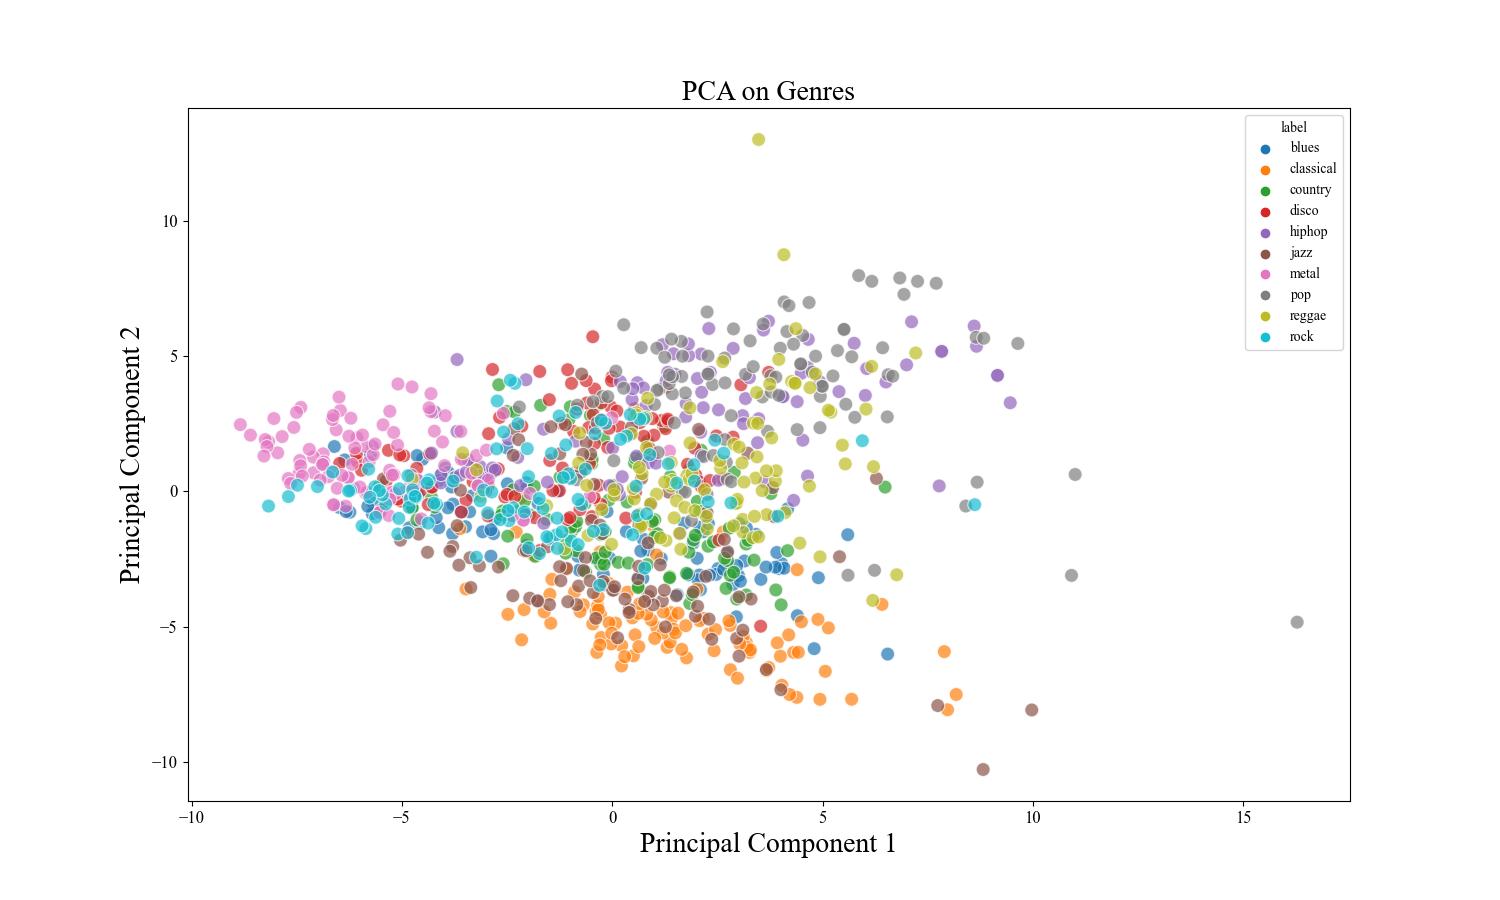 PCA on Genres
label
blues
classical
country
disco
hiphop
jazz
metal
pop
reggae
rock
10
5
0
−5
−10
Principal Component 2
−10 −5 0 5 10 15
Principal Component 1